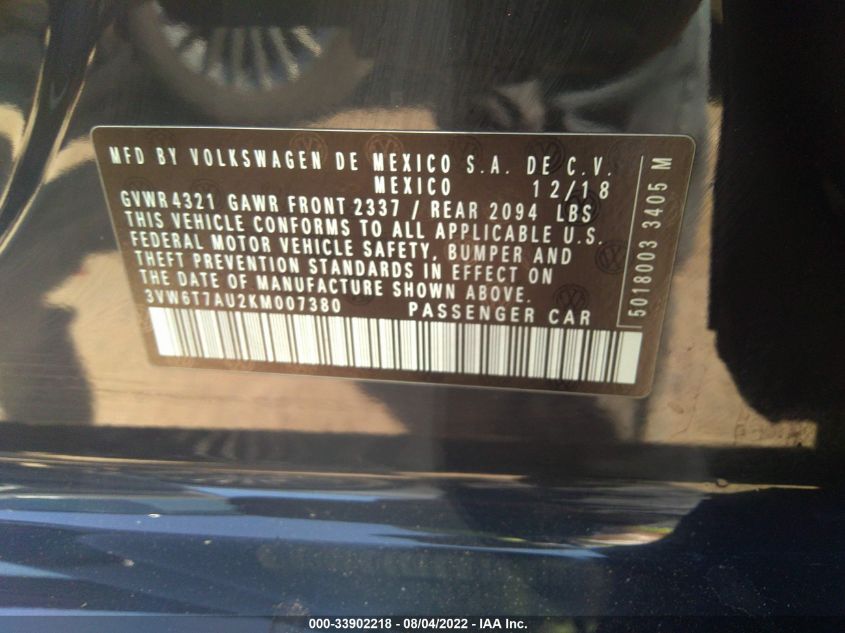 MFD BY VOLKSWAGEN DE MEXICO S.A. DE C.V.
MEXICO 12/18
GVWR 4321 GAWR FRONT 2337 / REAR 2094 LBS
THIS VEHICLE CONFORMS TO ALL APPLICABLE U.S.
FEDERAL MOTOR VEHICLE SAFETY, BUMPER AND
THEFT PREVENTION STANDARDS IN EFFECT ON
THE DATE OF MANUFACTURE SHOWN ABOVE.
3VW6T7AU2KM007380 PASSENGER CAR
5018003 3405 M
000-33902218 - 08/04/2022 - IAA Inc.